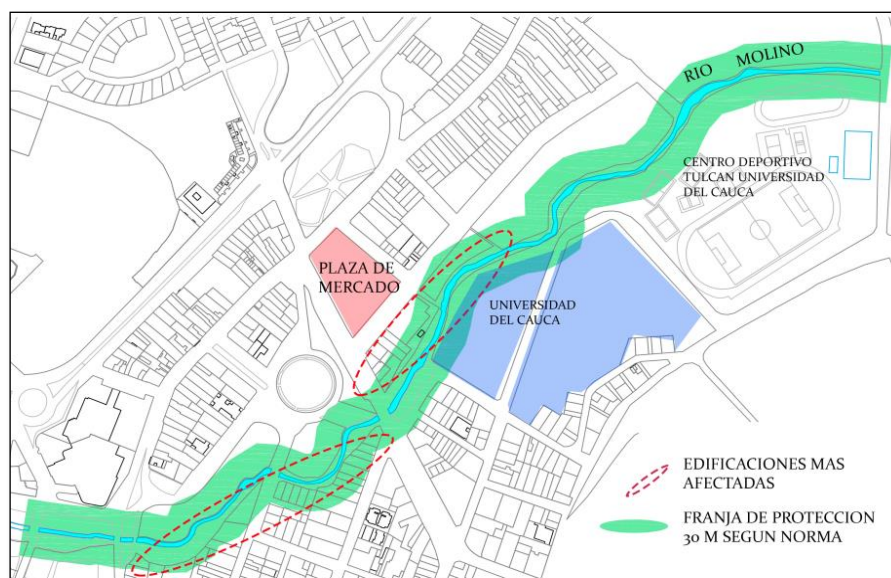 RIO MOLINO
CENTRO DEPORTIVO
TULCAN UNIVERSIDAD
DEL CAUCA
PLAZA DE
MERCADO
UNIVERSIDAD
DEL CAUCA
EDIFICACIONES MAS
AFECTADAS
FRANJA DE PROTECCION
30 M SEGUN NORMA